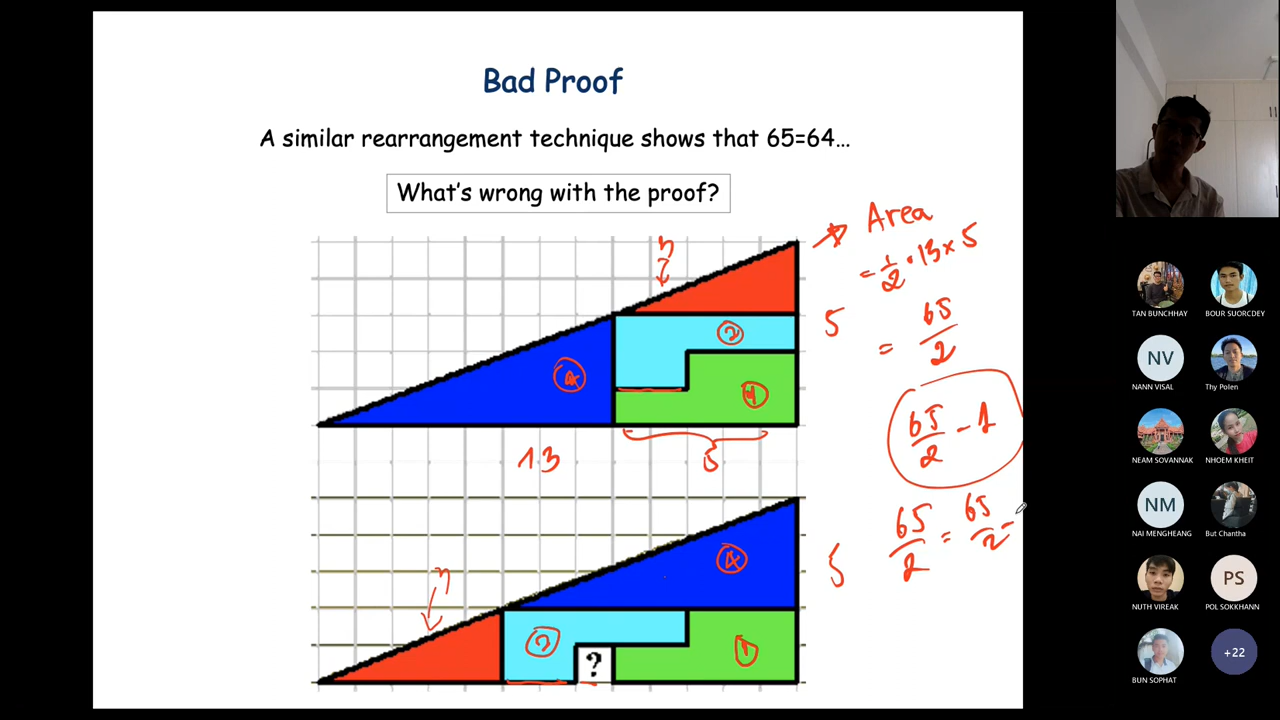 Bad Proof
A similar rearrangement technique shows that 65=64...
What's wrong with the proof?
Area
= 1/2 · 13 × 5
5
= 65/2
65/2 - 1
13
5
5
65/2 = 65/2 -
?
TAN BUNCHHAY
BOUR SUORCDEY
NV
NANN VISAL
Thy Polen
NEAM SOVANNAK
NHOEM KHEIT
NM
NAI MENGHEANG
But Chantha
PS
NUTH VIREAK
POL SOKKHANN
BUN SOPHAT
+22